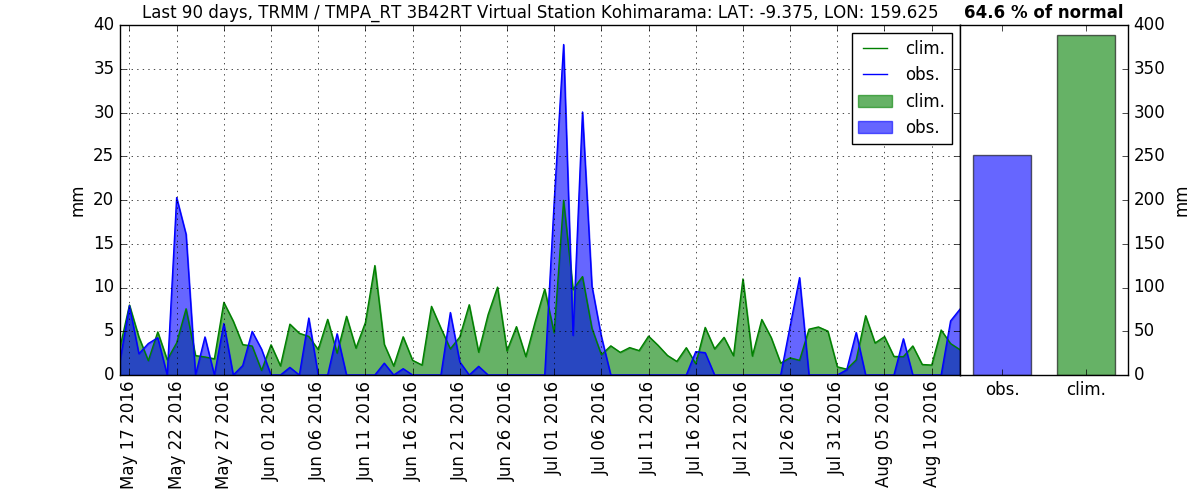 Last 90 days, TRMM / TMPA_RT 3B42RT Virtual Station Kohimarama: LAT: -9.375, LON: 159.625
64.6 % of normal
mm
40
35
30
25
20
15
10
5
0
clim.
obs.
clim.
obs.
May 17 2016
May 22 2016
May 27 2016
Jun 01 2016
Jun 06 2016
Jun 11 2016
Jun 16 2016
Jun 21 2016
Jun 26 2016
Jul 01 2016
Jul 06 2016
Jul 11 2016
Jul 16 2016
Jul 21 2016
Jul 26 2016
Jul 31 2016
Aug 05 2016
Aug 10 2016
obs.
clim.
400
350
300
250
200
150
100
50
0
mm